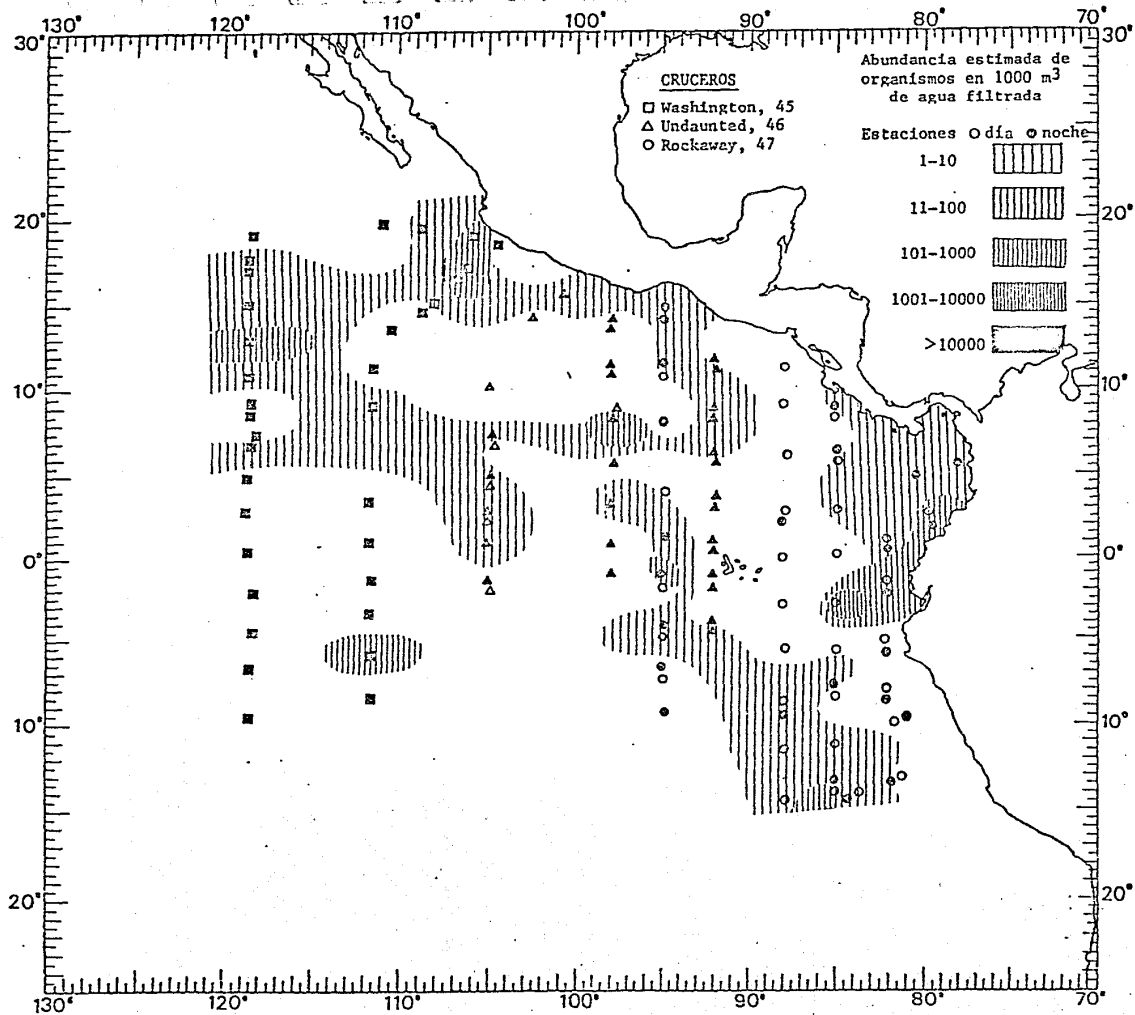 130° 120° 110° 100° 90° 80° 70°
30° 30°
CRUCEROS
Washington, 45
Undaunted, 46
Rockaway, 47
Abundancia estimada de
organismos en 1000 m³
de agua filtrada
Estaciones día noche
1-10
11-100
101-1000
1001-10000
>10000
20° 20°
10° 10°
0° 0°
10° 10°
20° 20°
130° 120° 110° 100° 90° 80° 70°